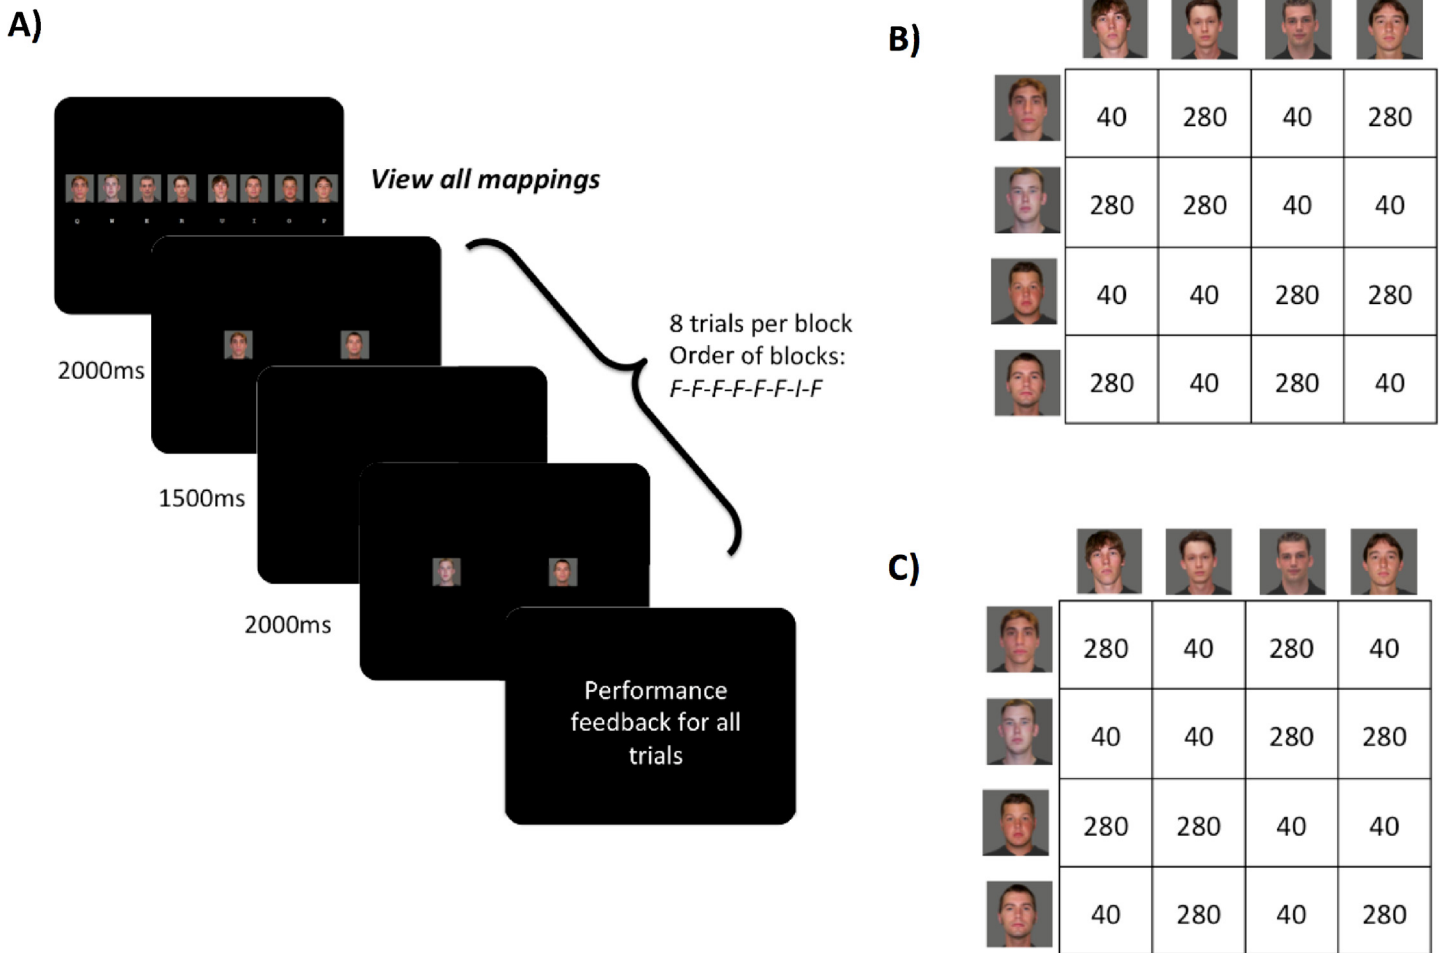 A)
View all mappings
Q W E R U I O P
2000ms
8 trials per block
Order of blocks:
F-F-F-F-F-F-I-F
1500ms
2000ms
Performance
feedback for all
trials
B)
40 280 40 280
280 280 40 40
40 40 280 280
280 40 280 40
C)
280 40 280 40
40 40 280 280
280 280 40 40
40 280 40 280